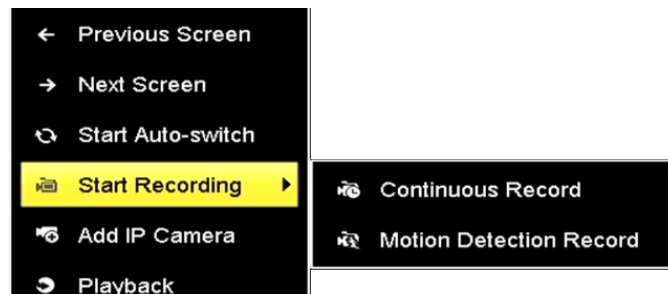 Previous Screen
Next Screen
Start Auto-switch
Start Recording
Continuous Record
Add IP Camera
Motion Detection Record
Playback